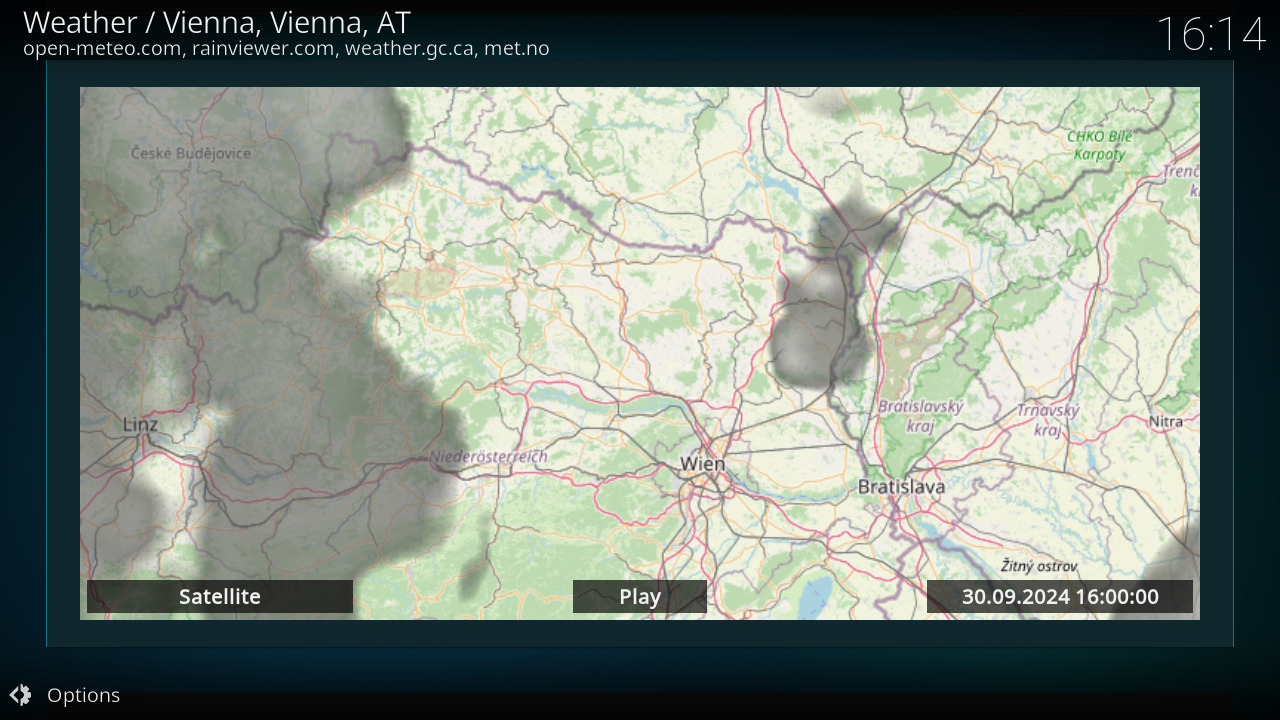 Weather / Vienna, Vienna, AT
16:14
open-meteo.com, rainviewer.com, weather.gc.ca, met.no
CHKO Bílé
Karpaty
České Budějovice
Bratislavský
kraj
Trnavský
kraj
Nitra
Linz
Niederösterreich
Wien
Bratislava
Žitný ostrov
Satellite
Play
30.09.2024 16:00:00
Options